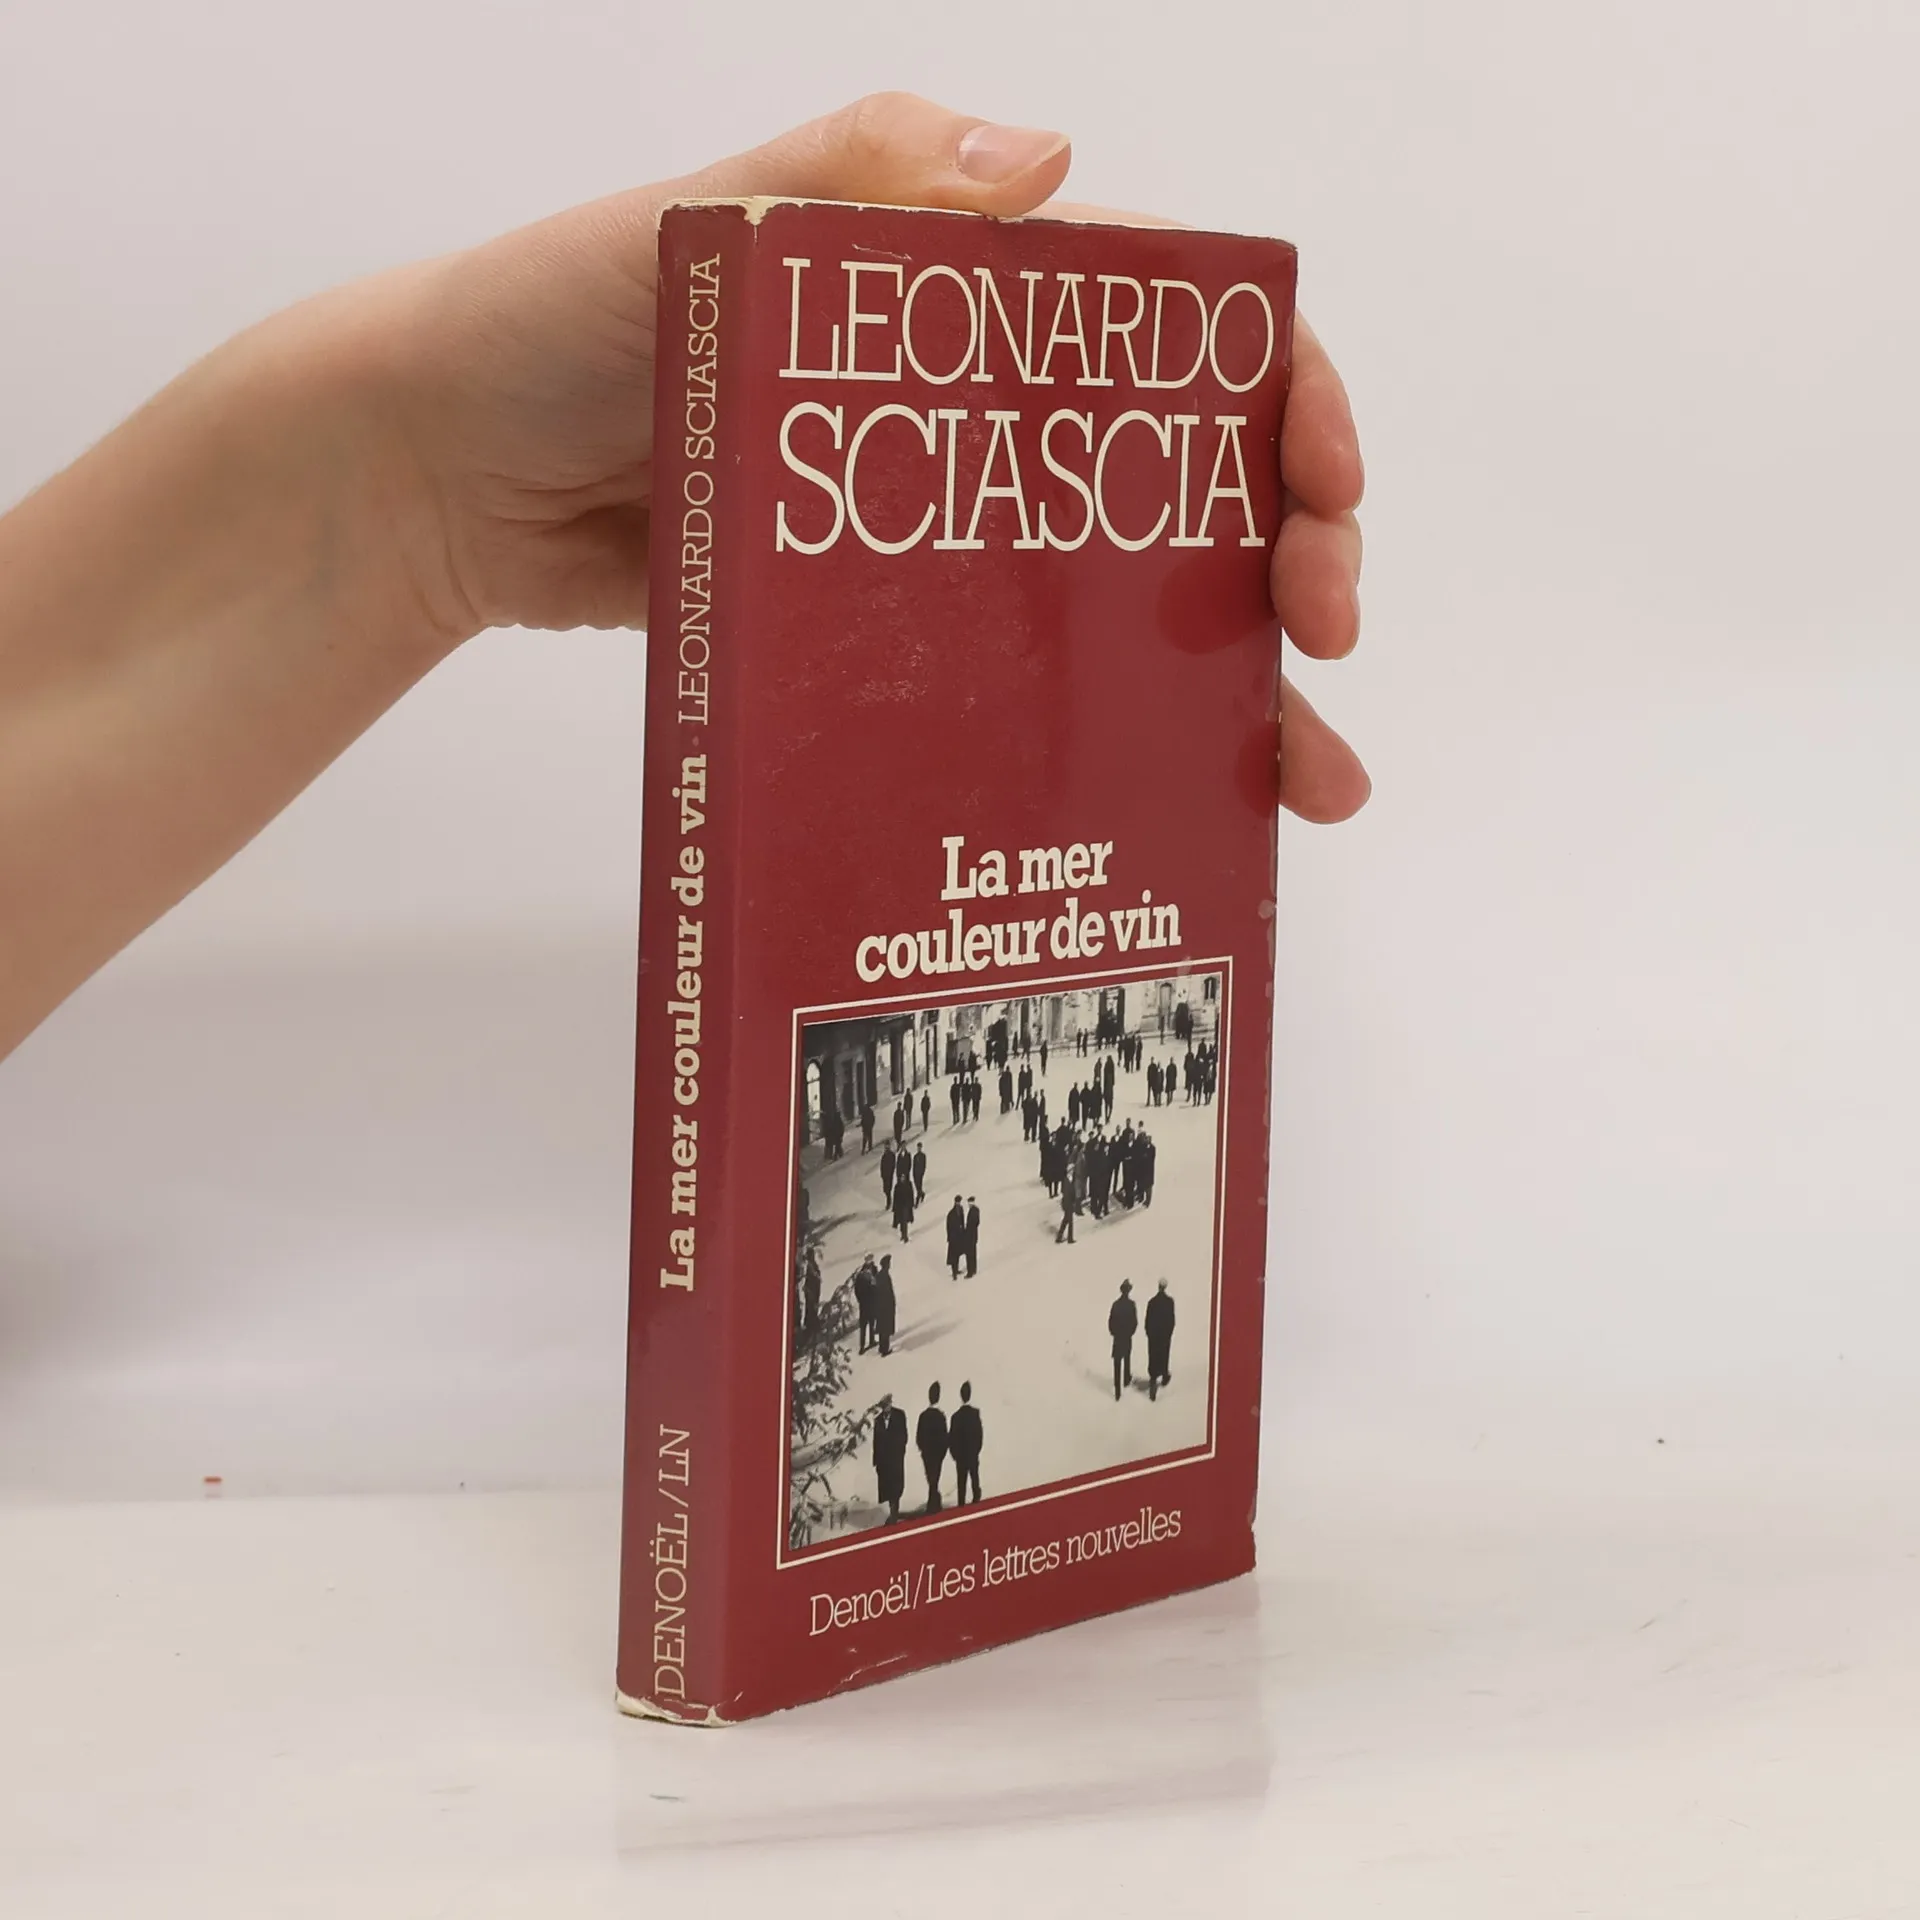 LEONARDO
SCIASCIA
La mer
couleur de vin
Denoël/Les lettres nouvelles
DENOËL/LN La mer couleur de vin · LEONARDO SCIASCIA